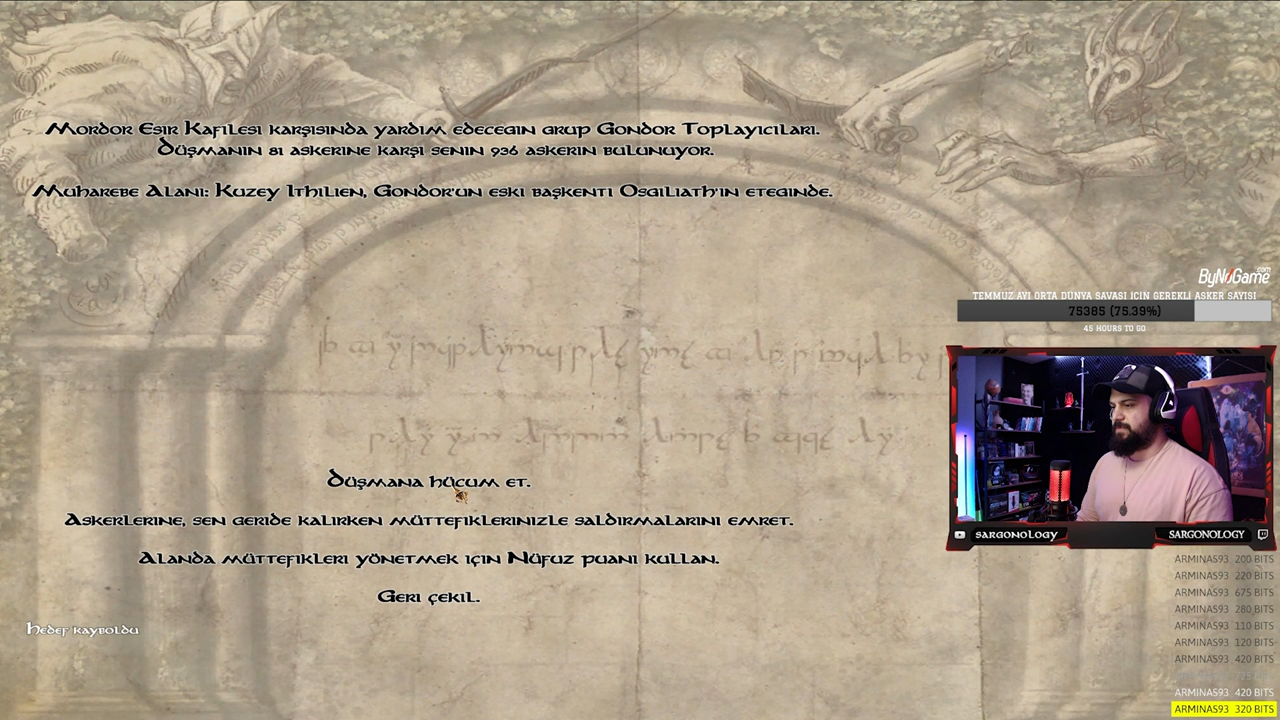 Mordor Esir Kafilesi karşısında yardım edeceğin grup Gondor Toplayıcıları.
Düşmanın 81 askerine karşı senin 936 askerin bulunuyor.
Muharebe Alanı: Kuzey Ithilien, Gondor'un eski başkenti Osgiliath'ın eteğinde.
ByNoGame.com
TEMMUZ AYI ORTA DÜNYA SAVASI ICIN GEREKLI ASKER SAYISI
75385 (75.39%)
45 HOURS TO GO
Düşmana hücum et.
Askerlerine, sen geride kalırken müttefiklerinizle saldırmalarını emret.
Alanda müttefikleri yönetmek için Nüfuz puanı kullan.
Geri çekil.
Hedef kayboldu
SARGONOLOGY SARGONOLOGY
ARMINAS93 200 BITS
ARMINAS93 220 BITS
ARMINAS93 675 BITS
ARMINAS93 280 BITS
ARMINAS93 110 BITS
ARMINAS93 120 BITS
ARMINAS93 420 BITS
ARMINAS93 420 BITS
ARMINAS93 320 BITS